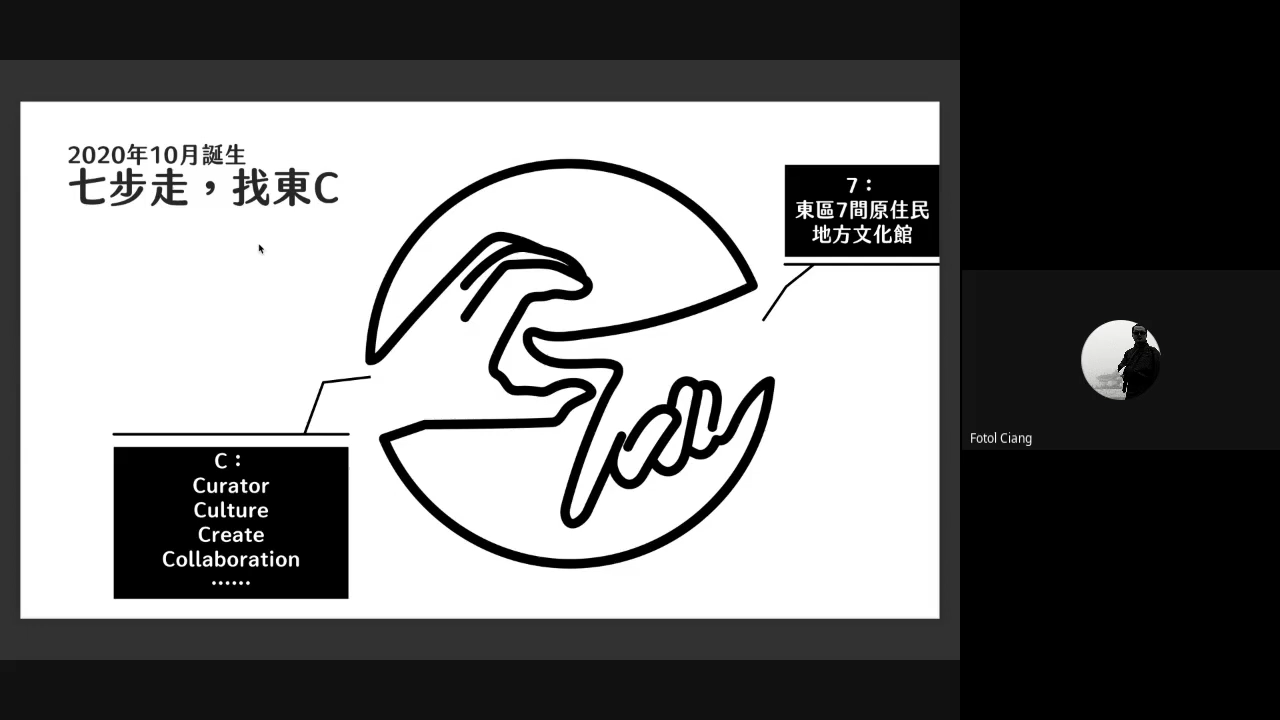 2020年10月誕生
七步走，找東C
7：
東區7間原住民
地方文化館
C：
Curator
Culture
Create
Collaboration
······
Fotol Ciang